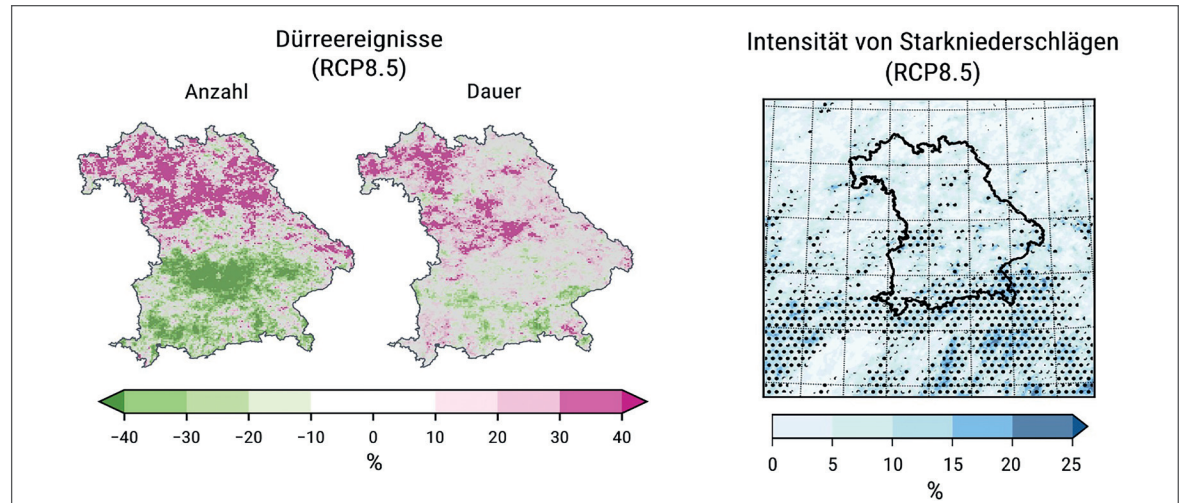 Dürreereignisse
(RCP8.5)
Anzahl
Dauer
−40 −30 −20 −10 0 10 20 30 40
%
Intensität von Starkniederschlägen
(RCP8.5)
0 5 10 15 20 25
%